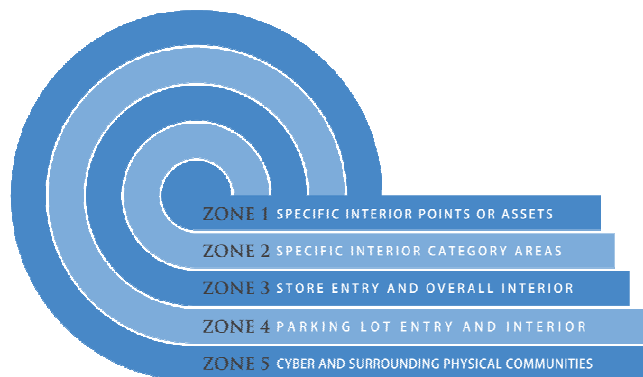 ZONE 1 SPECIFIC INTERIOR POINTS OR ASSETS
ZONE 2 SPECIFIC INTERIOR CATEGORY AREAS
ZONE 3 STORE ENTRY AND OVERALL INTERIOR
ZONE 4 PARKING LOT ENTRY AND INTERIOR
ZONE 5 CYBER AND SURROUNDING PHYSICAL COMMUNITIES